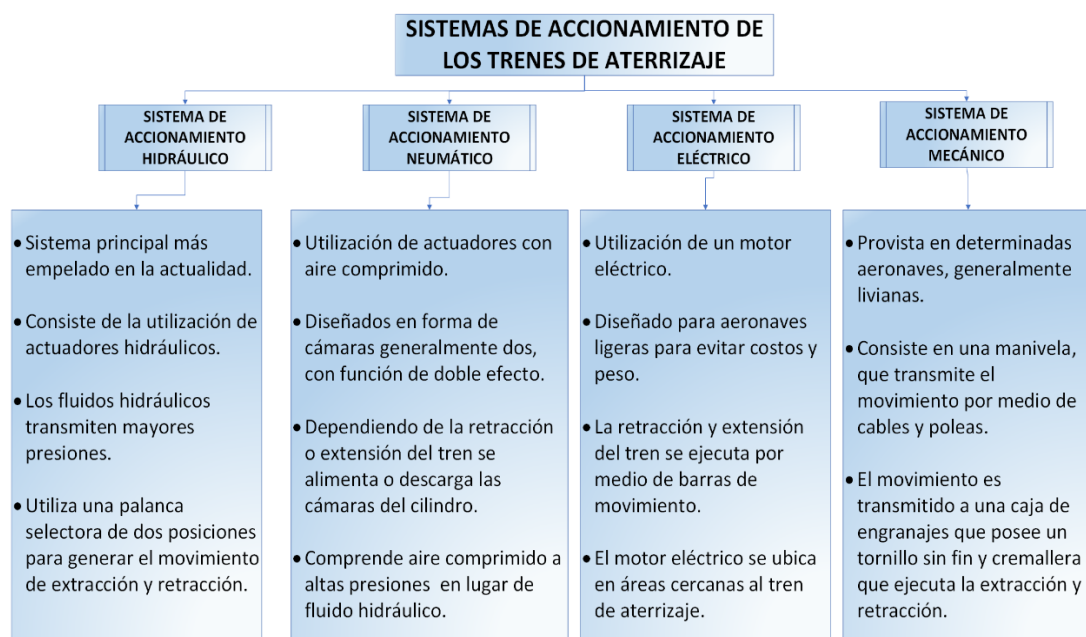 SISTEMAS DE ACCIONAMIENTO DE
LOS TRENES DE ATERRIZAJE
SISTEMA DE
ACCIONAMIENTO
HIDRÁULICO
SISTEMA DE
ACCIONAMIENTO
NEUMÁTICO
SISTEMA DE
ACCIONAMIENTO
ELÉCTRICO
SISTEMA DE
ACCIONAMIENTO
MECÁNICO
• Sistema principal más
empelado en la actualidad.
• Consiste de la utilización de
actuadores hidráulicos.
• Los fluidos hidráulicos
transmiten mayores
presiones.
• Utiliza una palanca
selectora de dos posiciones
para generar el movimiento
de extracción y retracción.
• Utilización de actuadores con
aire comprimido.
• Diseñados en forma de
cámaras generalmente dos,
con función de doble efecto.
• Dependiendo de la retracción
o extensión del tren se
alimenta o descarga las
cámaras del cilindro.
• Comprende aire comprimido a
altas presiones en lugar de
fluido hidráulico.
• Utilización de un motor
eléctrico.
• Diseñado para aeronaves
ligeras para evitar costos y
peso.
• La retracción y extensión
del tren se ejecuta por
medio de barras de
movimiento.
• El motor eléctrico se ubica
en áreas cercanas al tren
de aterrizaje.
• Provista en determinadas
aeronaves, generalmente
livianas.
• Consiste en una manivela,
que transmite el
movimiento por medio de
cables y poleas.
• El movimiento es
transmitido a una caja de
engranajes que posee un
tornillo sin fin y cremallera
que ejecuta la extracción y
retracción.